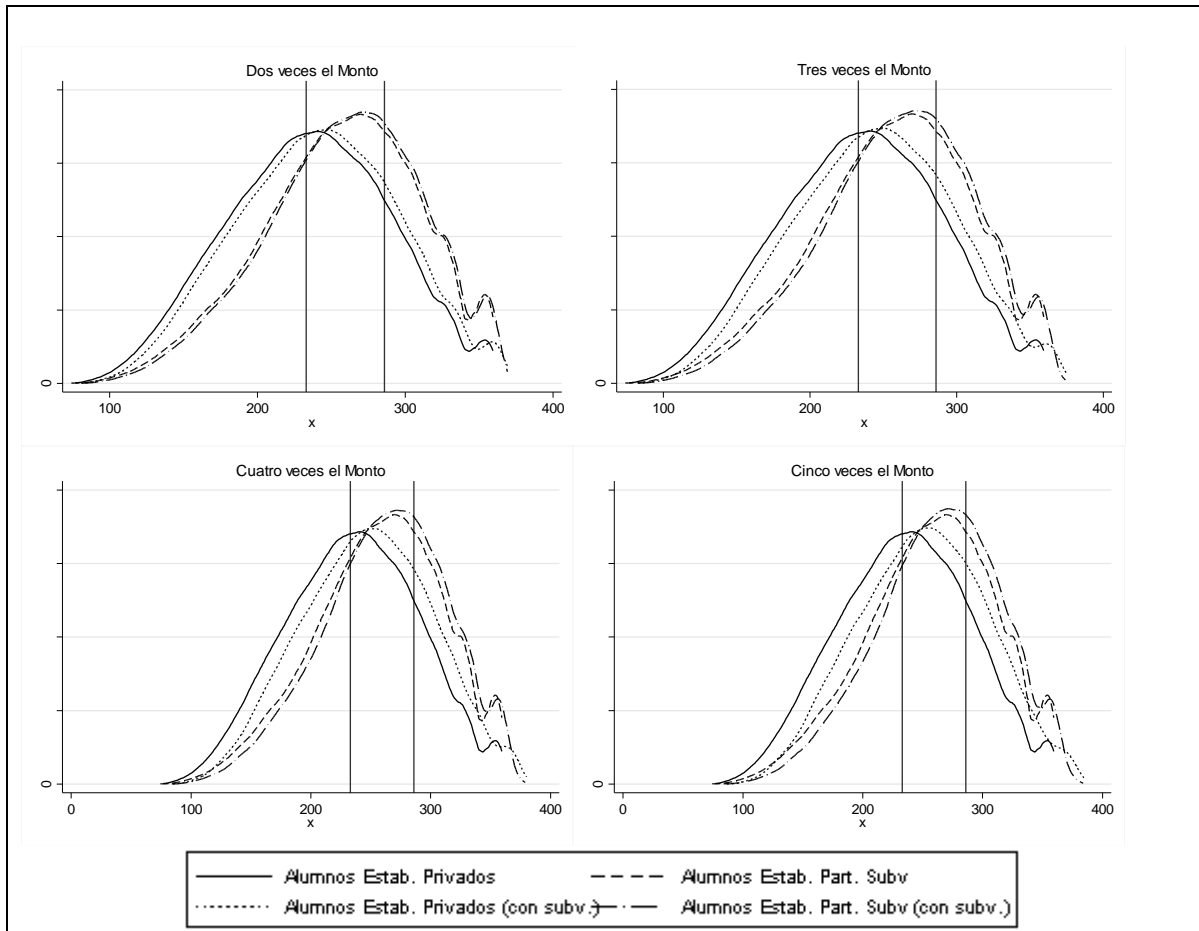 Dos veces el Monto
0
100 200 300 400
x
Tres veces el Monto
0
100 200 300 400
x
Cuatro veces el Monto
0
0 100 200 300 400
x
Cinco veces el Monto
0
0 100 200 300 400
x
Alumnos Estab. Privados
Alumnos Estab. Part. Subv
Alumnos Estab. Privados (con subv.)
Alumnos Estab. Part. Subv (con subv.)